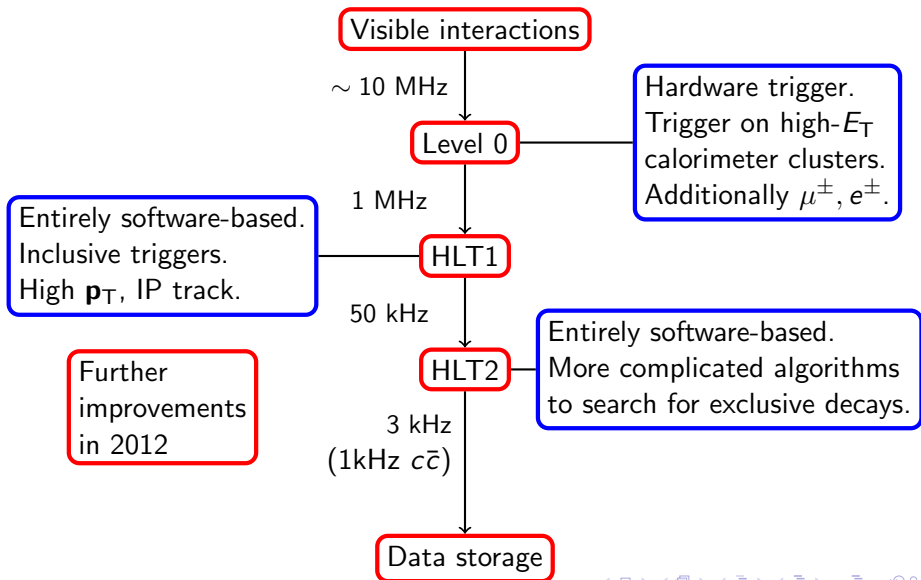 Visible interactions
∼ 10 MHz
Hardware trigger.
Trigger on high-E_T
calorimeter clusters.
Additionally μ^±, e^±.
Level 0
1 MHz
Entirely software-based.
Inclusive triggers.
High p_T, IP track.
HLT1
50 kHz
Entirely software-based.
More complicated algorithms
to search for exclusive decays.
HLT2
Further
improvements
in 2012
3 kHz
(1kHz cc̄)
Data storage